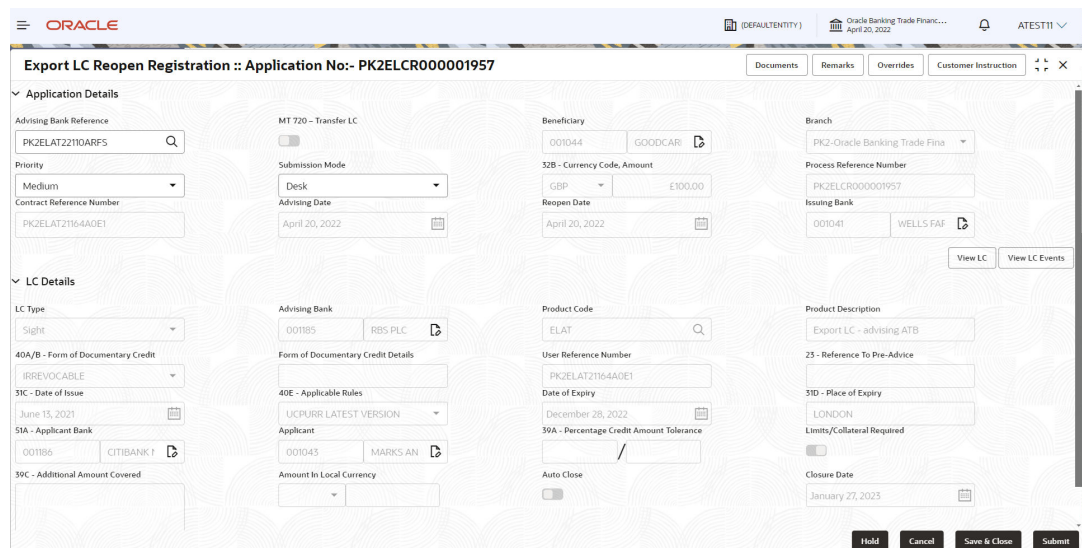 ORACLE
(DEFAULTENTITY )
Oracle Banking Trade Financ...
April 20, 2022
ATEST11
Export LC Reopen Registration :: Application No:- PK2ELCR000001957
Documents
Remarks
Overrides
Customer Instruction
Application Details
Advising Bank Reference
MT 720 – Transfer LC
Beneficiary
Branch
PK2ELAT22110ARFS
001044
GOODCARI
PK2-Oracle Banking Trade Fina
Priority
Submission Mode
32B - Currency Code, Amount
Process Reference Number
Medium
Desk
GBP
£100.00
PK2ELCR000001957
Contract Reference Number
Advising Date
Reopen Date
Issuing Bank
PK2ELAT21164A0E1
April 20, 2022
April 20, 2022
001041
WELLS FAF
View LC
View LC Events
LC Details
LC Type
Advising Bank
Product Code
Product Description
Sight
001185
RBS PLC
ELAT
Export LC - advising ATB
40A/B - Form of Documentary Credit
Form of Documentary Credit Details
User Reference Number
23 - Reference To Pre-Advice
IRREVOCABLE
PK2ELAT21164A0E1
31C - Date of Issue
40E - Applicable Rules
Date of Expiry
31D - Place of Expiry
June 13, 2021
UCPURR LATEST VERSION
December 28, 2022
LONDON
51A - Applicant Bank
Applicant
39A - Percentage Credit Amount Tolerance
Limits/Collateral Required
001186
CITIBANK N
001043
MARKS AN
/
39C - Additional Amount Covered
Amount In Local Currency
Auto Close
Closure Date
January 27, 2023
Hold
Cancel
Save & Close
Submit